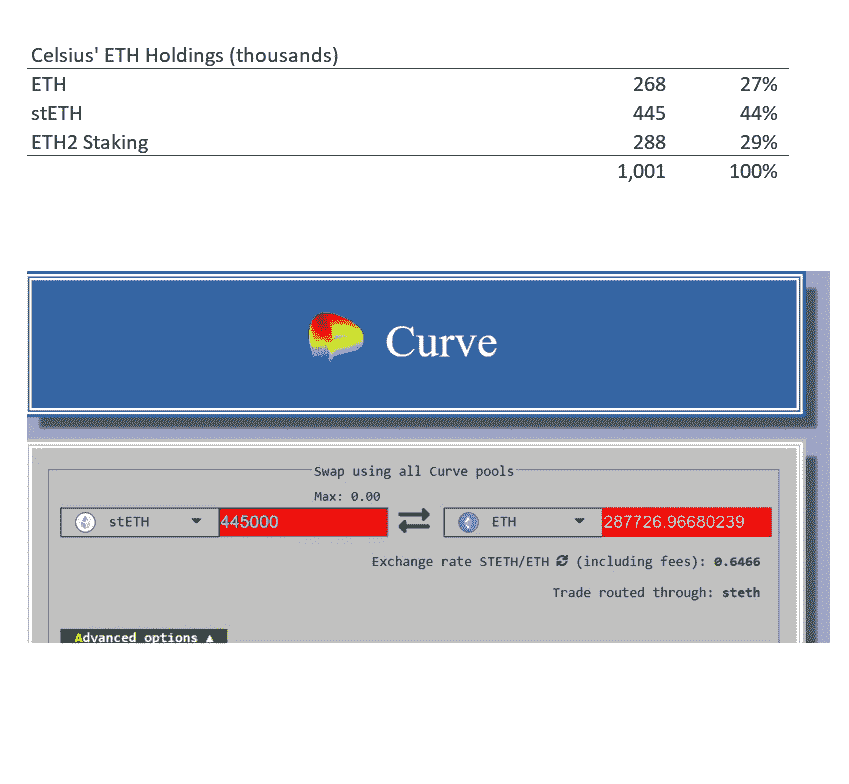 Celsius' ETH Holdings (thousands)
ETH 268 27%
stETH 445 44%
ETH2 Staking 288 29%
1,001 100%
Curve
Swap using all Curve pools
Max: 0.00
stETH 445000 ETH 287726.96680239
Exchange rate STETH/ETH (including fees): 0.6466
Trade routed through: steth
Advanced options ▲